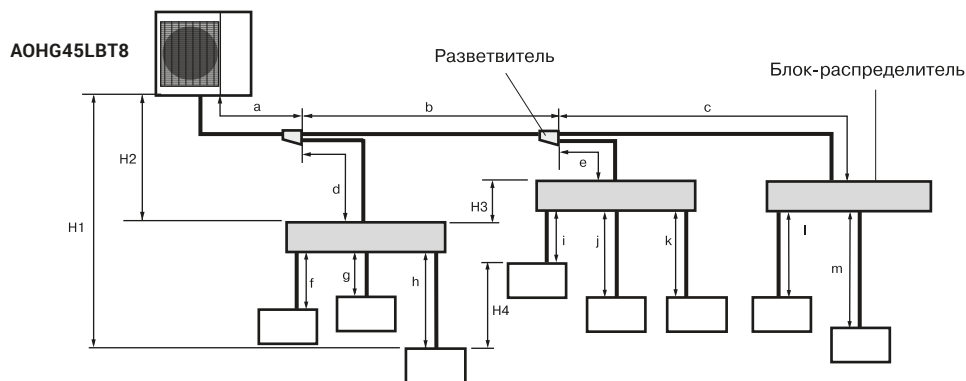 AOHG45LBT8
Разветвитель
Блок-распределитель
a
b
c
H2
d
e
H3
H1
i
j
k
l
f
g
h
m
H4